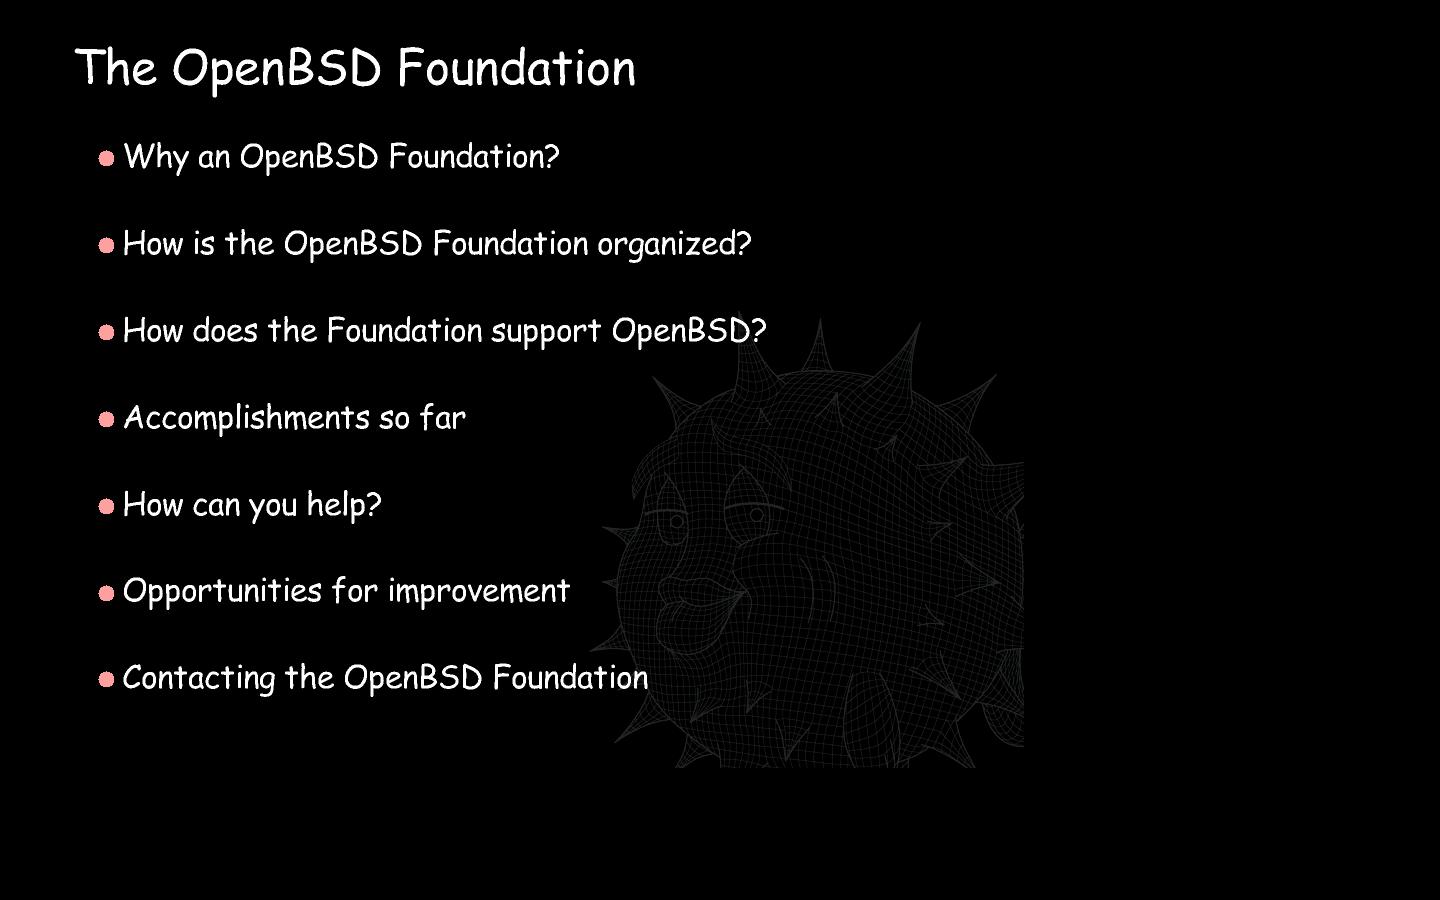 The OpenBSD Foundation
Why an OpenBSD Foundation?
How is the OpenBSD Foundation organized?
How does the Foundation support OpenBSD?
Accomplishments so far
How can you help?
Opportunities for improvement
Contacting the OpenBSD Foundation